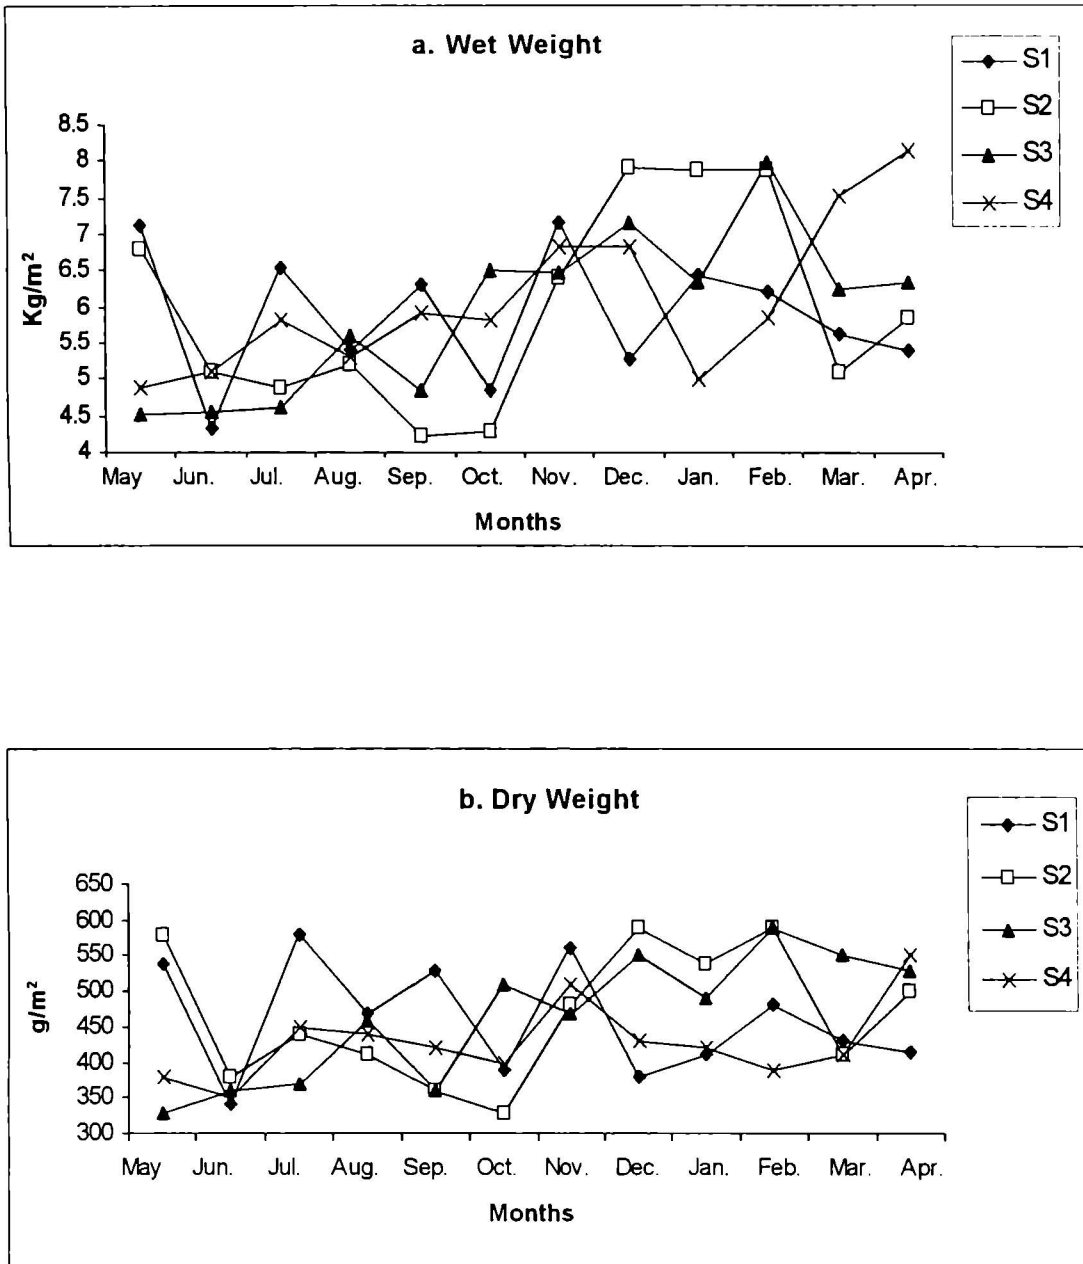 a. Wet Weight
S1
S2
S3
S4
8.5
8
7.5
7
6.5
6
5.5
5
4.5
4
Kg/m²
May Jun. Jul. Aug. Sep. Oct. Nov. Dec. Jan. Feb. Mar. Apr.
Months
b. Dry Weight
S1
S2
S3
S4
650
600
550
500
450
400
350
300
g/m²
May Jun. Jul. Aug. Sep. Oct. Nov. Dec. Jan. Feb. Mar. Apr.
Months